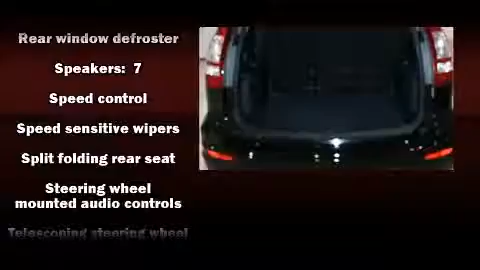 Rear window defroster
Speakers: 7
Speed control
Speed sensitive wipers
Split folding rear seat
Steering wheel
mounted audio controls
Telescoping steering wheel